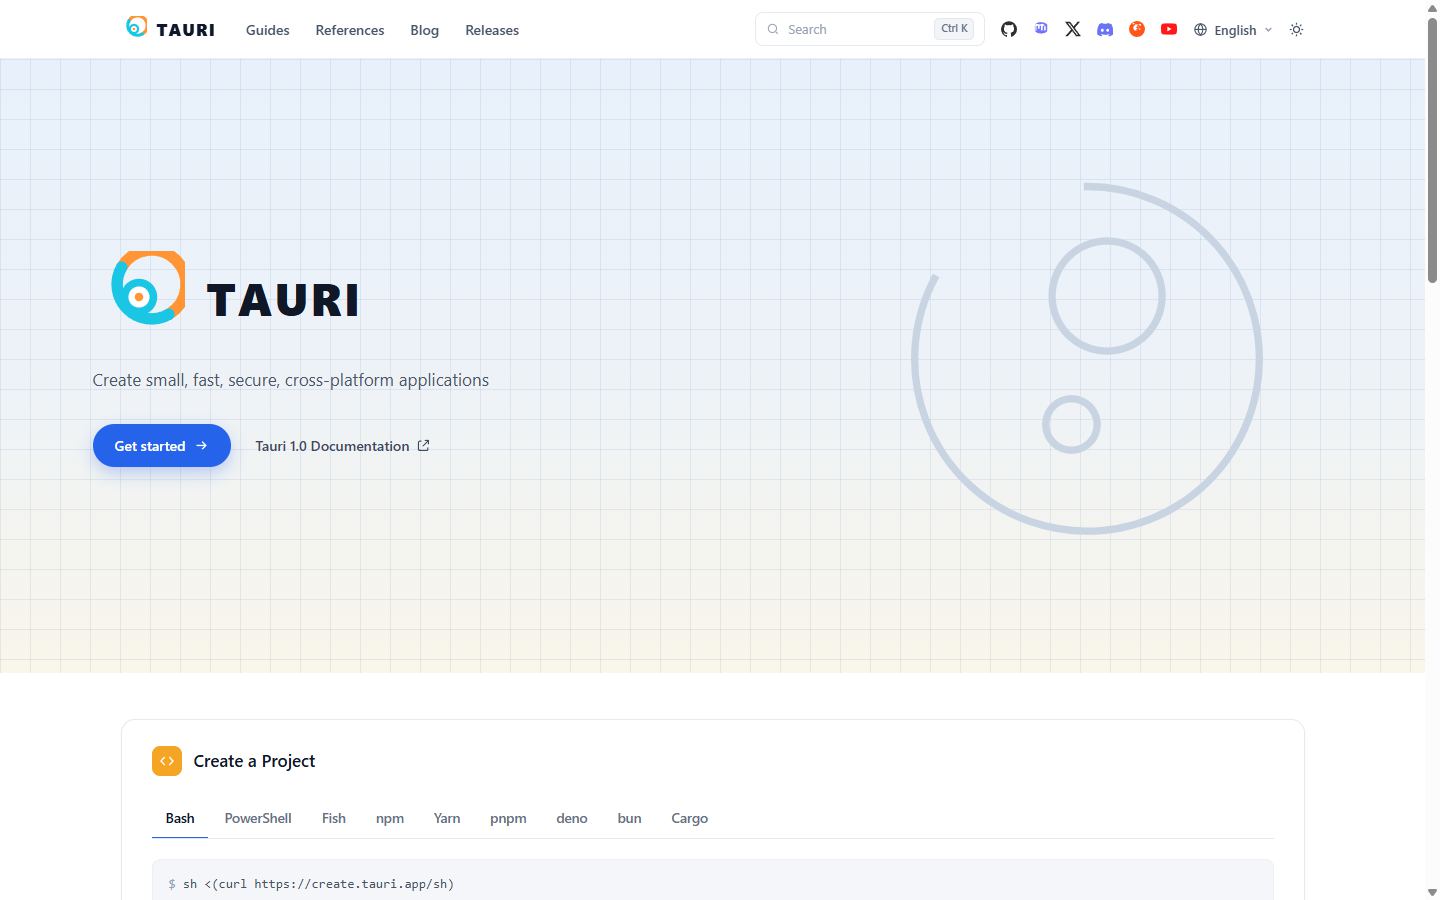 TAURI
Guides
References
Blog
Releases
Search
Ctrl K
English
TAURI
Create small, fast, secure, cross-platform applications
Get started
Tauri 1.0 Documentation
Create a Project
Bash PowerShell Fish npm Yarn pnpm deno bun Cargo
$ sh <(curl https://create.tauri.app/sh)